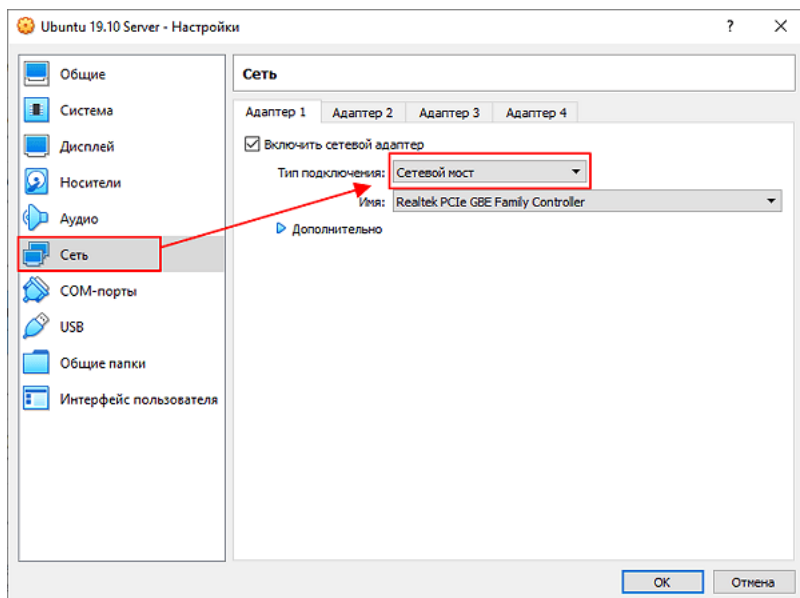 Ubuntu 19.10 Server - Настройки
?
Общие
Система
Дисплей
Носители
Аудио
Сеть
COM-порты
USB
Общие папки
Интерфейс пользователя
Сеть
Адаптер 1 Адаптер 2 Адаптер 3 Адаптер 4
Включить сетевой адаптер
Тип подключения: Сетевой мост
Имя: Realtek PCIe GBE Family Controller
Дополнительно
OK Отмена